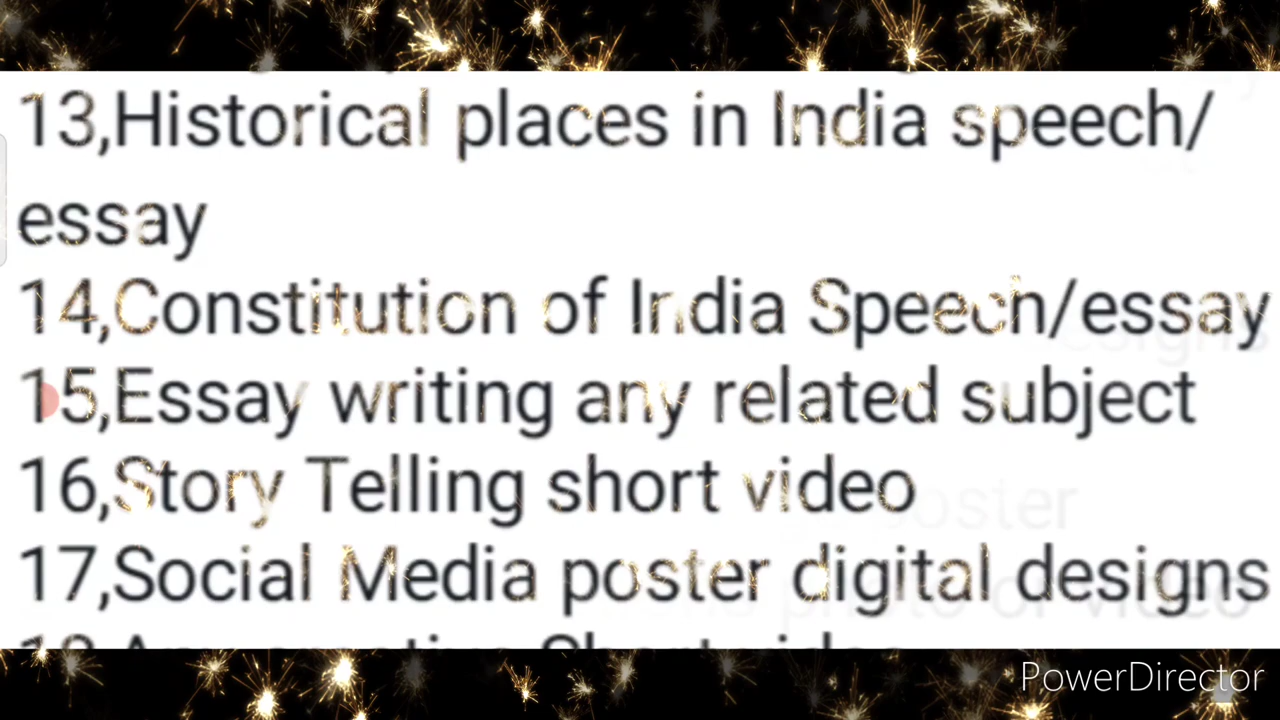 13,Historical places in India speech/
essay
14,Constitution of India Speech/essay
15,Essay writing any related subject
16,Story Telling short video
17,Social Media poster digital designs
PowerDirector